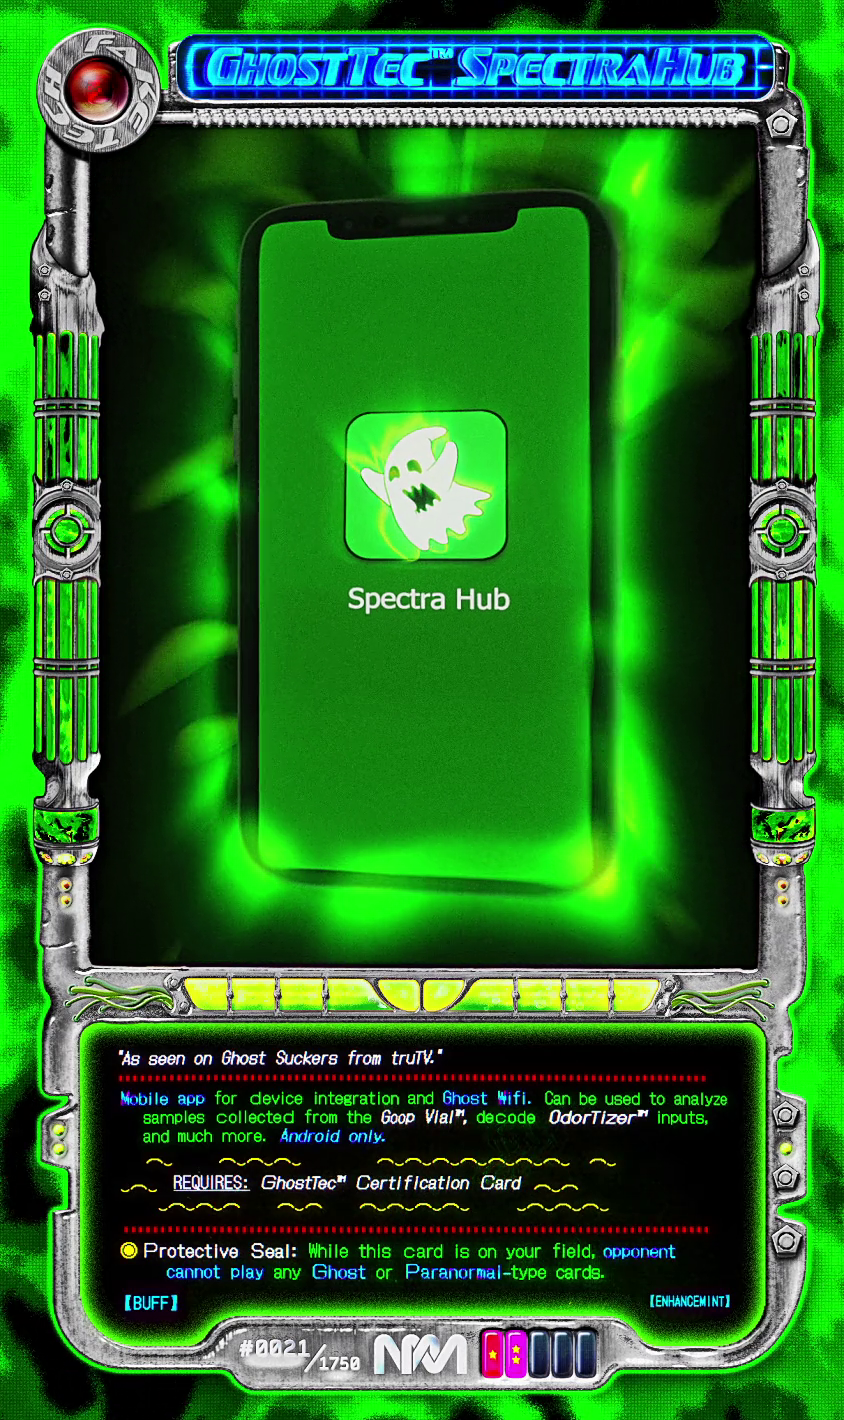 FAKE TECH
GhostTec™ SpectraHub
Spectra Hub
"As seen on Ghost Suckers from truTV."
Mobile app for device integration and Ghost Wifi. Can be used to analyze
samples collected from the Goop Vial™, decode OdorTizer™ inputs,
and much more. Android only.
REQUIRES: GhostTec™ Certification Card
Protective Seal: While this card is on your field, opponent
cannot play any Ghost or Paranormal-type cards.
【BUFF】
【ENHANCEMINT】
#0021/1750